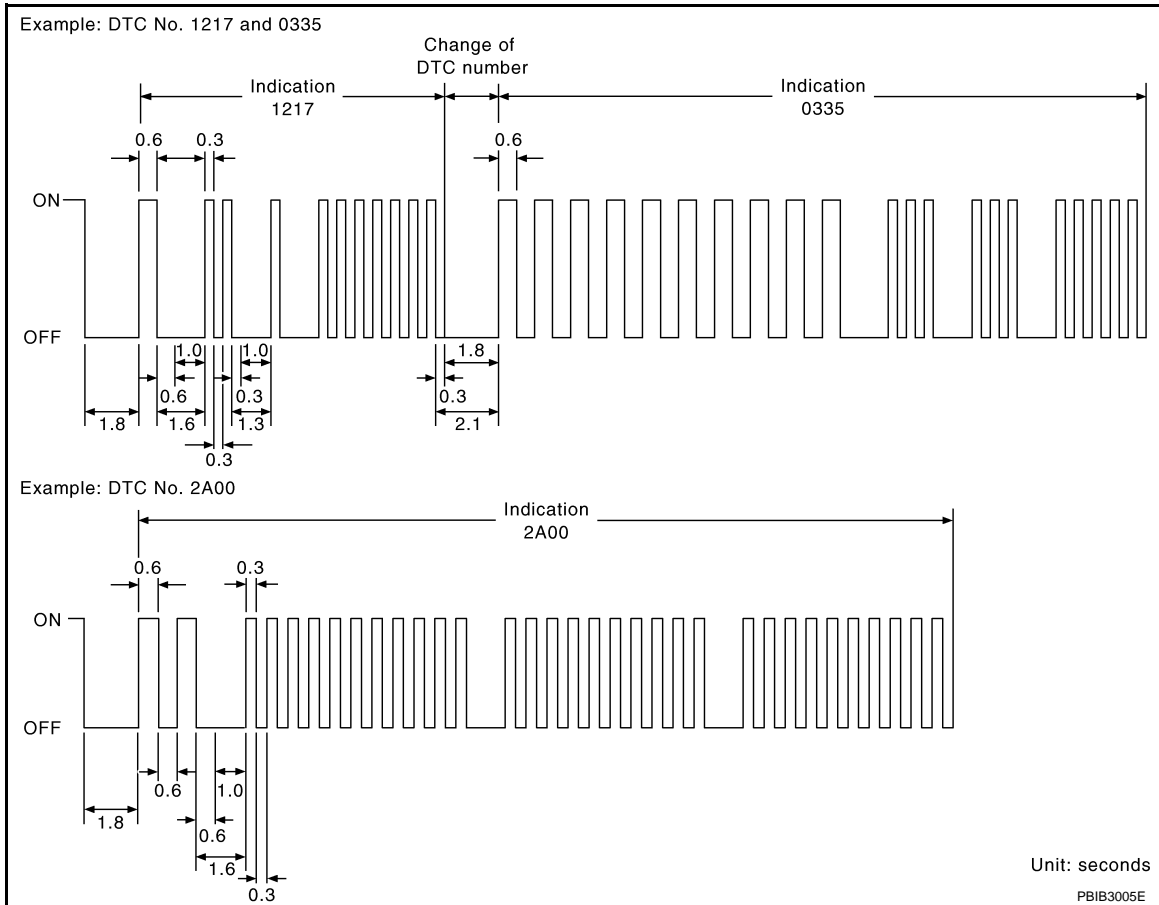 Example: DTC No. 1217 and 0335
Change of
DTC number
Indication
1217
Indication
0335
0.6
0.3
0.6
ON
OFF
1.0
1.0
1.8
0.6
0.3
0.3
1.8
1.6
1.3
2.1
0.3
Example: DTC No. 2A00
Indication
2A00
0.6
0.3
ON
OFF
0.6
1.0
1.8
0.6
1.6
0.3
Unit: seconds
PBIB3005E